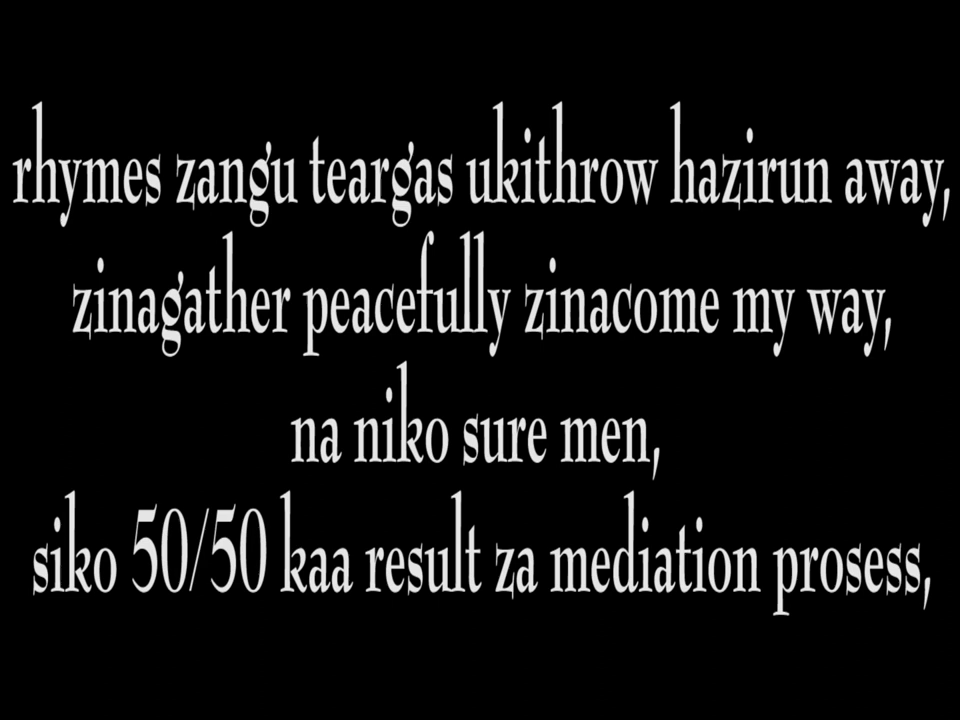 rhymes zangu teargas ukithrow hazirun away,
zinagather peacefully zinacome my way,
na niko sure men,
siko 50/50 kaa result za mediation prosess,